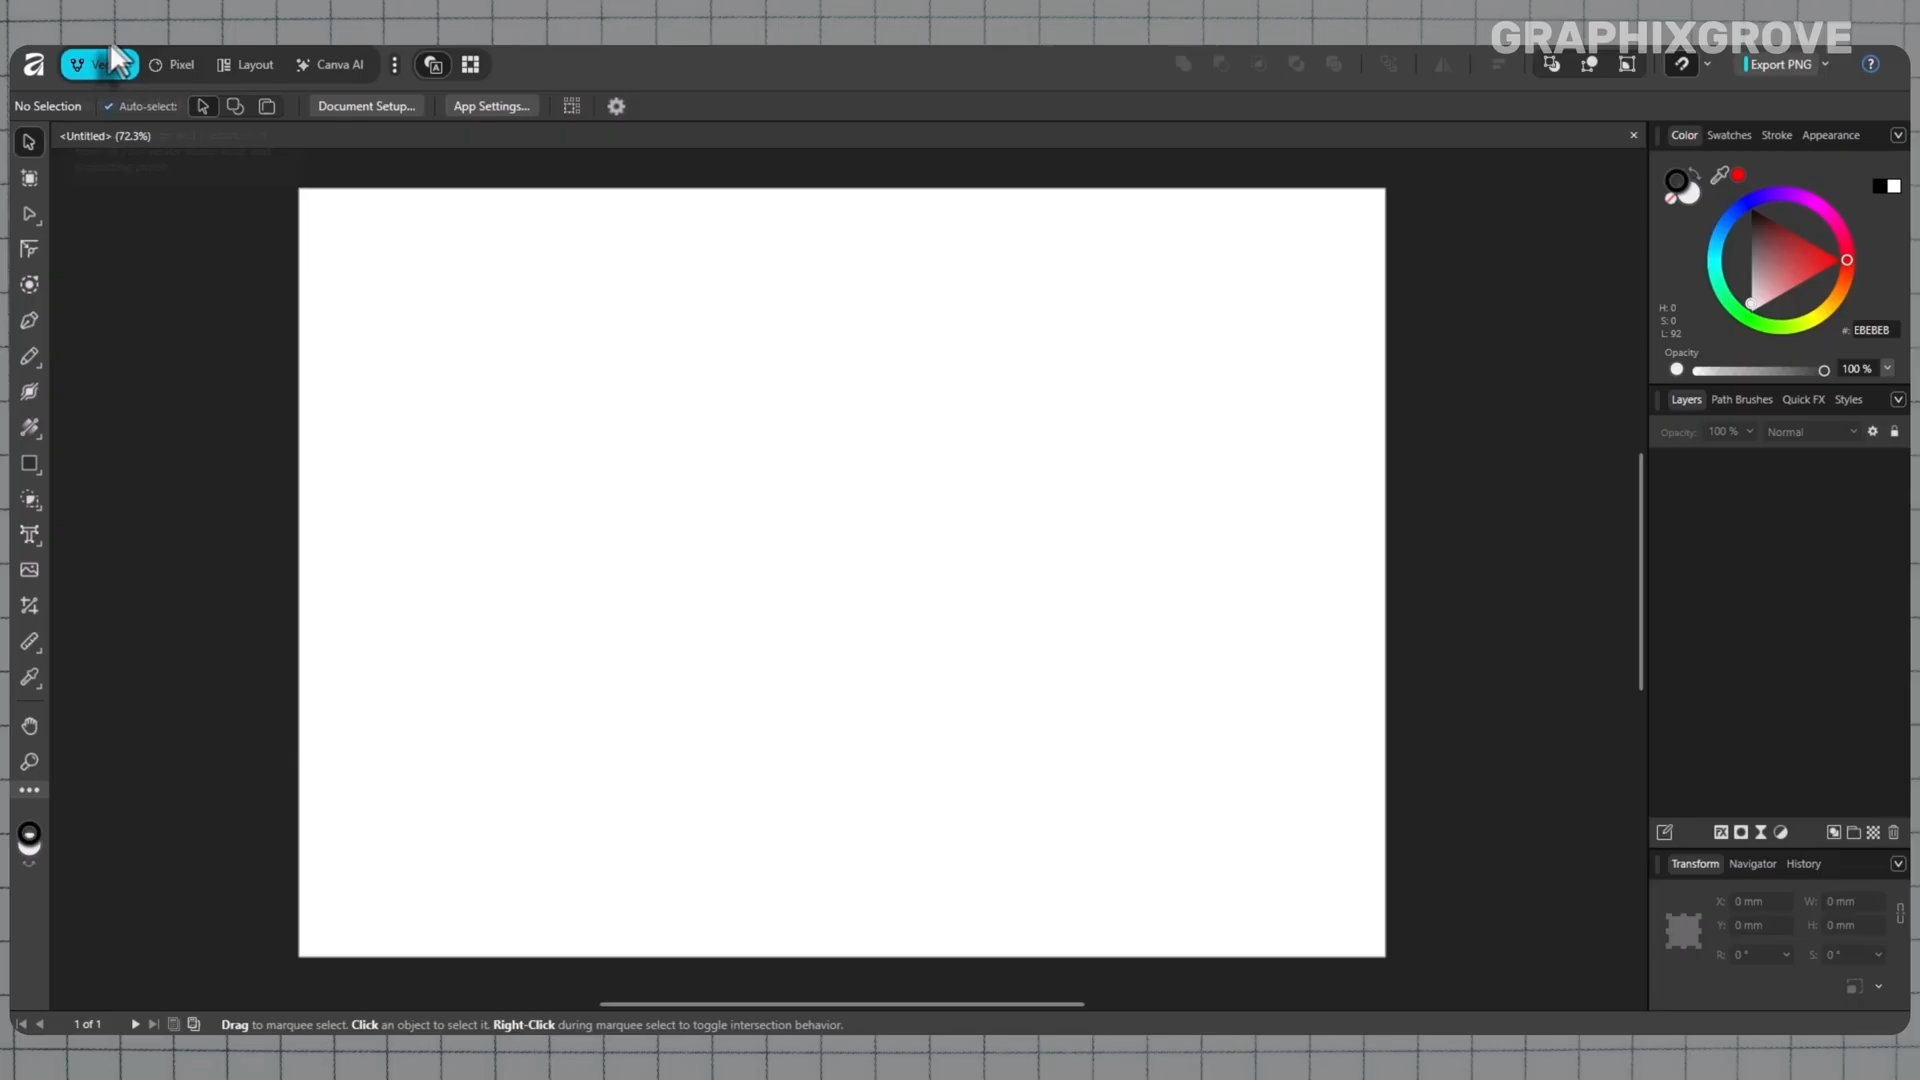 GRAPHIXGROVE
Pixel
Layout
Canva AI
Export PNG
No Selection
Auto-select:
Document Setup...
App Settings...
<Untitled> (72.3%)
Color
Swatches
Stroke
Appearance
H: 0
S: 0
L: 92
#: EBEBEB
Opacity
100 %
Layers
Path Brushes
Quick FX
Styles
Opacity:
100 %
Normal
Transform
Navigator
History
X: 0 mm
W: 0 mm
Y: 0 mm
H: 0 mm
R: 0 °
S: 0 °
1 of 1
Drag to marquee select. Click an object to select it. Right-Click during marquee select to toggle intersection behavior.